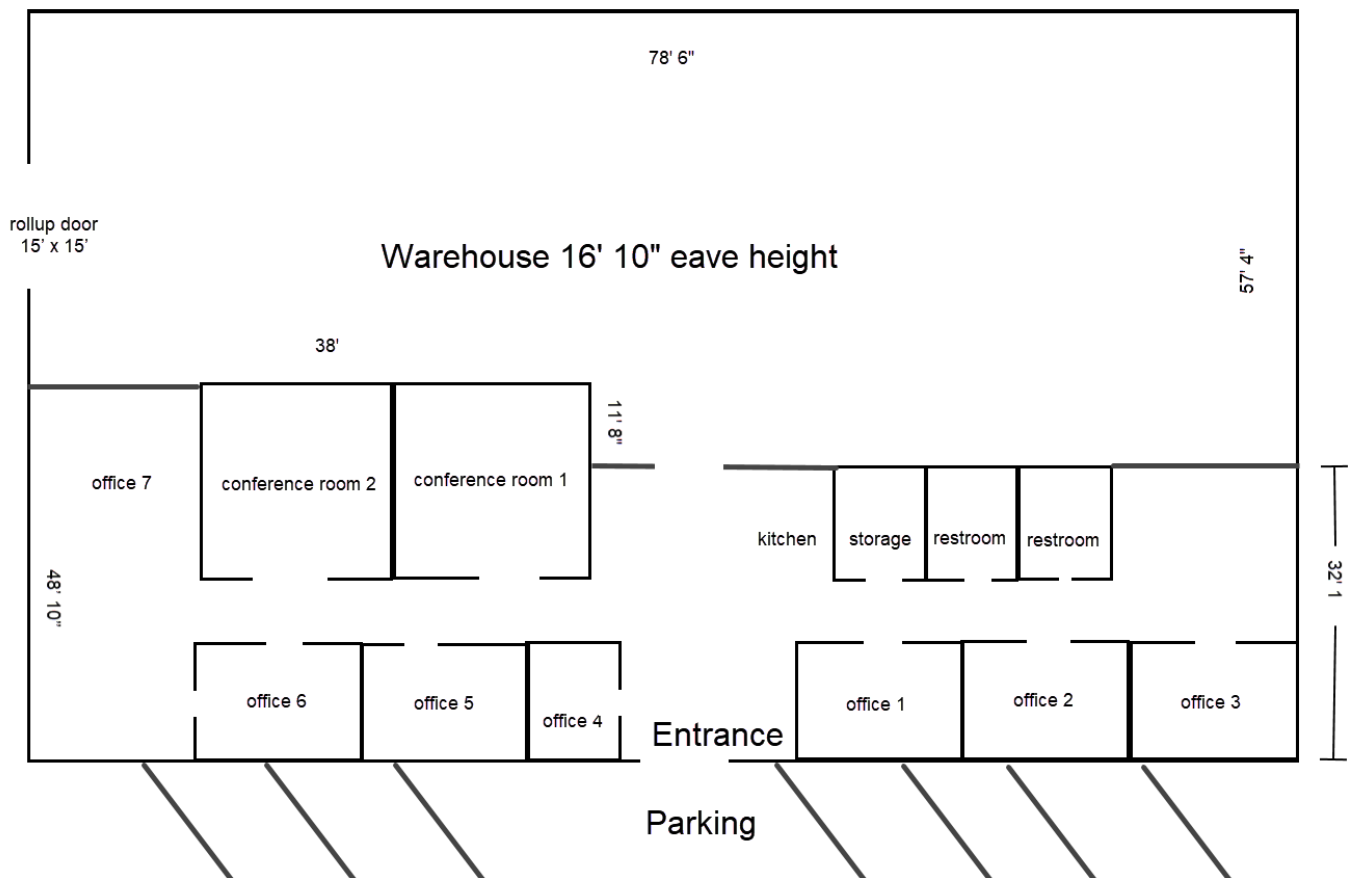 78' 6"
rollup door
15’ x 15’
Warehouse 16' 10" eave height
57' 4"
38'
11' 8"
office 7
conference room 2
conference room 1
kitchen
storage
restroom
restroom
48' 10"
32' 1
office 6
office 5
office 4
office 1
office 2
office 3
Entrance
Parking